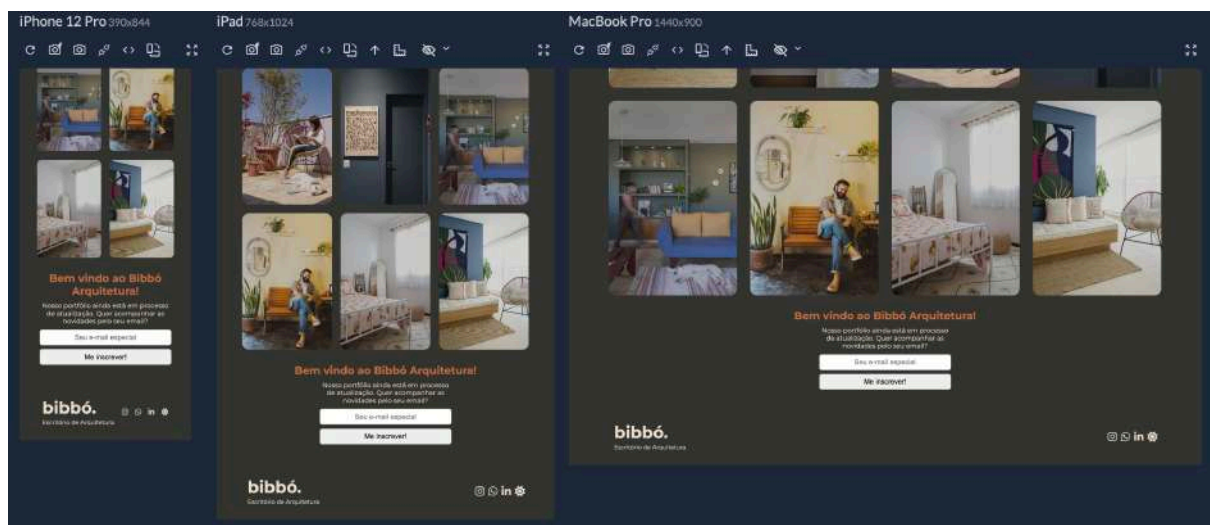 iPhone 12 Pro 390x844
Bem vindo ao Bibbó
Arquitetura!
Nosso portfólio ainda está em processo
de atualização. Quer acompanhar as
novidades pelo seu email?
Seu e-mail especial
Me inscrever!
bibbó.
Escritório de Arquitetura
in
iPad 768x1024
Bem vindo ao Bibbó Arquitetura!
Nosso portfólio ainda está em processo
de atualização. Quer acompanhar as
novidades pelo seu email?
Seu e-mail especial
Me inscrever!
bibbó.
Escritório de Arquitetura
in
MacBook Pro 1440x900
Bem vindo ao Bibbó Arquitetura!
Nosso portfólio ainda está em processo
de atualização. Quer acompanhar as
novidades pelo seu email?
Seu e-mail especial
Me inscrever!
bibbó.
Escritório de Arquitetura
in